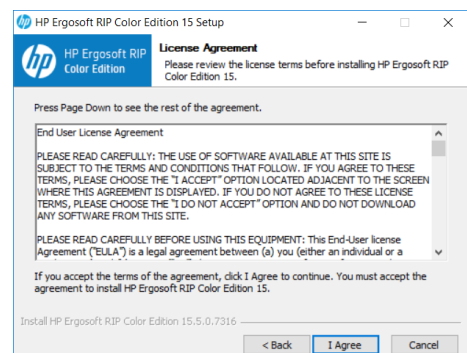 HP Ergosoft RIP Color Edition 15 Setup
hp
HP Ergosoft RIP
Color Edition
License Agreement
Please review the license terms before installing HP Ergosoft RIP
Color Edition 15.
Press Page Down to see the rest of the agreement.
End User License Agreement
PLEASE READ CAREFULLY: THE USE OF SOFTWARE AVAILABLE AT THIS SITE IS
SUBJECT TO THE TERMS AND CONDITIONS THAT FOLLOW. IF YOU AGREE TO THESE
TERMS, PLEASE CHOOSE THE "I ACCEPT" OPTION LOCATED ADJACENT TO THE SCREEN
WHERE THIS AGREEMENT IS DISPLAYED. IF YOU DO NOT AGREE TO THESE LICENSE
TERMS, PLEASE CHOOSE THE "I DO NOT ACCEPT" OPTION AND DO NOT DOWNLOAD
ANY SOFTWARE FROM THIS SITE.
PLEASE READ CAREFULLY BEFORE USING THIS EQUIPMENT: This End-User license
Agreement ("EULA") is a legal agreement between (a) you (either an individual or a
If you accept the terms of the agreement, click I Agree to continue. You must accept the
agreement to install HP Ergosoft RIP Color Edition 15.
Install HP Ergosoft RIP Color Edition 15.5.0.7316
< Back
I Agree
Cancel